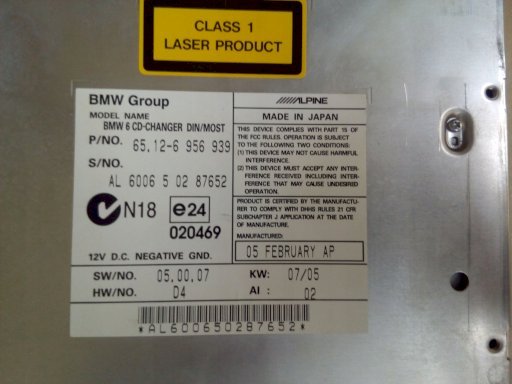 CLASS 1
LASER PRODUCT
BMW Group
MODEL NAME
BMW 6 CD-CHANGER DIN/MOST
P/NO. 65.12-6 956 939
S/NO.
AL 6006 5 02 87652
N18 e24
020469
12V D.C. NEGATIVE GND.
ALPINE
MADE IN JAPAN
THIS DEVICE COMPLIES WITH PART 15 OF
THE FCC RULES. OPERATION IS SUBJECT
TO THE FOLLOWING TWO CONDITIONS:
(1) THIS DEVICE MAY NOT CAUSE HARMFUL
INTERFERENCE.
(2) THIS DEVICE MUST ACCEPT ANY INTER-
FERENCE RECEIVED INCLUDING INTER-
FERENCE THAT MAY CAUSE UNDESIRED
OPERATION.
PRODUCT IS CERTIFIED BY THE MANUFACTU-
RER TO COMPLY WITH DHHS RULES 21 CFR
SUBCHAPTER J APPLICATION AT THE DATE
OF MANUFACTURE.
MANUFACTURED:
05 FEBRUARY AP
SW/NO. 05.00.07 KW: 07/05
HW/NO. 04 AI : 02
*AL600650287652*